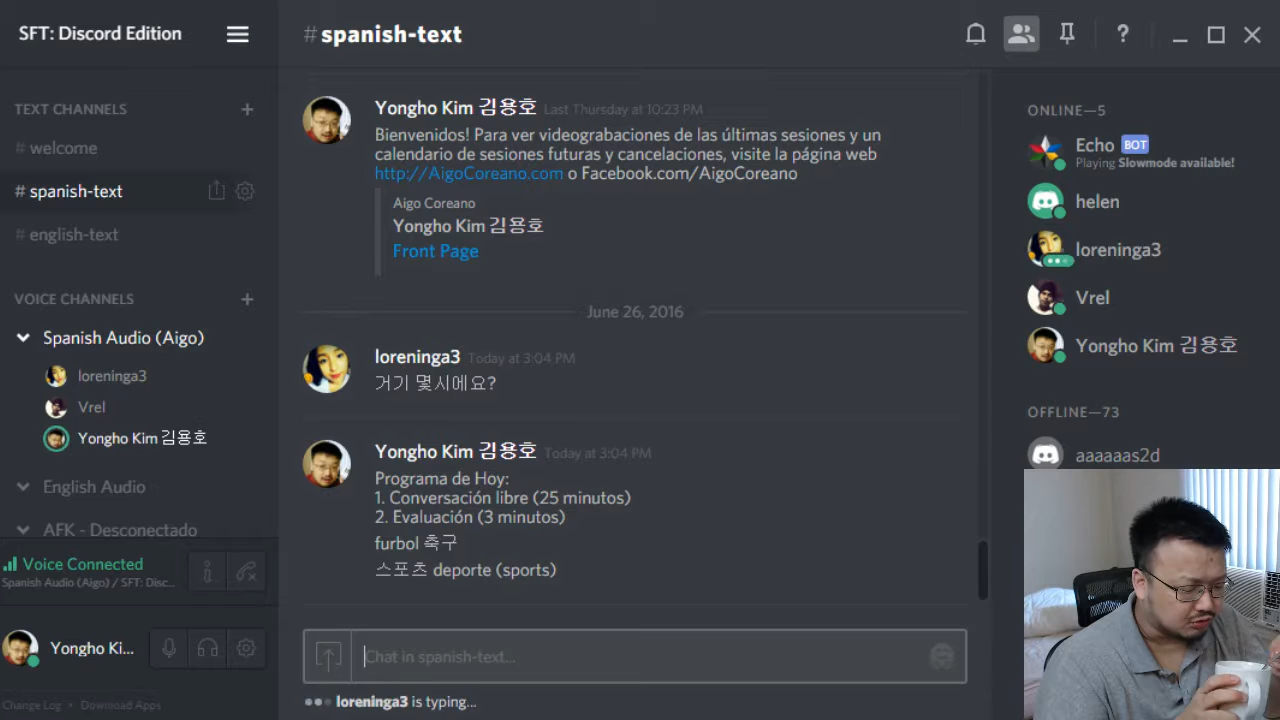 SFT: Discord Edition
TEXT CHANNELS
# welcome
# spanish-text
# english-text
VOICE CHANNELS
Spanish Audio (Aigo)
loreninga3
Vrel
Yongho Kim 김용호
English Audio
AFK - Desconectado
Voice Connected
Spanish Audio (Aigo) / SFT: Disc...
Yongho Ki...
Change Log • Download Apps
# spanish-text
Yongho Kim 김용호 Last Thursday at 10:23 PM
Bienvenidos! Para ver videograbaciones de las últimas sesiones y un
calendario de sesiones futuras y cancelaciones, visite la página web
http://AigoCoreano.com o Facebook.com/AigoCoreano
Aigo Coreano
Yongho Kim 김용호
Front Page
June 26, 2016
loreninga3 Today at 3:04 PM
거기 몇시에요?
Yongho Kim 김용호 Today at 3:04 PM
Programa de Hoy:
1. Conversación libre (25 minutos)
2. Evaluación (3 minutos)
furbol 축구
스포츠 deporte (sports)
Chat in spanish-text...
loreninga3 is typing...
ONLINE—5
Echo BOT
Playing Slowmode available!
helen
loreninga3
Vrel
Yongho Kim 김용호
OFFLINE—73
aaaaaas2d